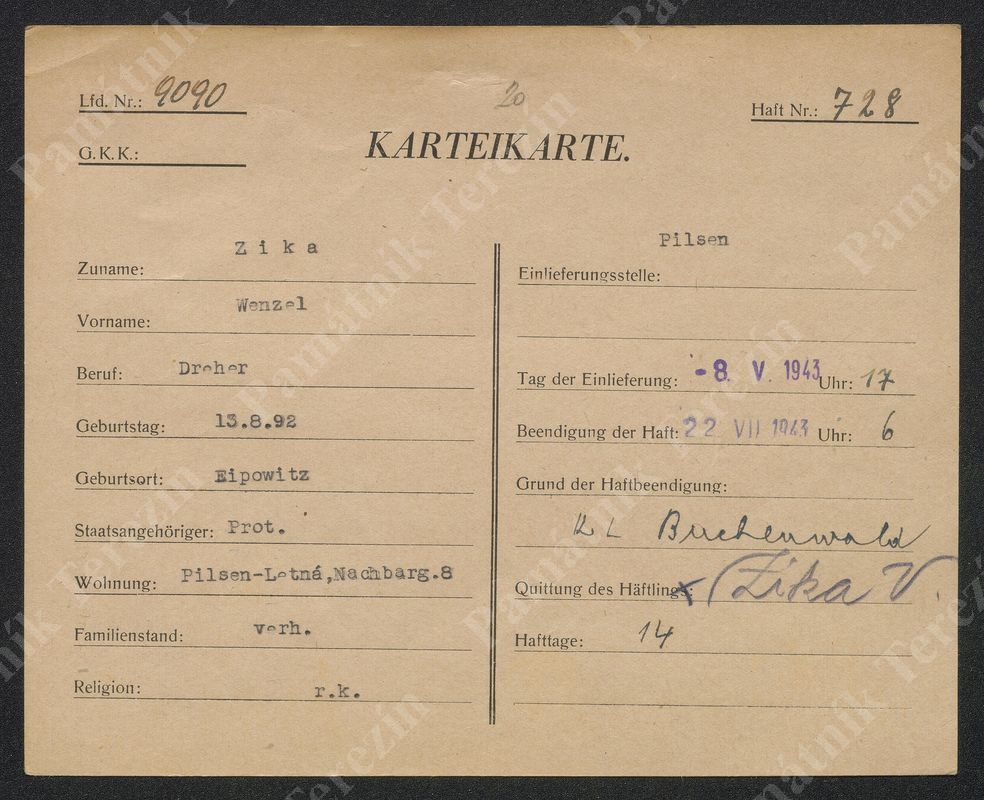 Lfd. Nr.: 9090
20
Haft Nr.: 728
G.K.K.:
KARTEIKARTE.
Zuname: Zika
Vorname: Wenzel
Beruf: Dreher
Geburtstag: 13.8.92
Geburtsort: Eipowitz
Staatsangehöriger: Prot.
Wohnung: Pilsen-Letná,Nachbarg.8
Familienstand: verh.
Religion: r.k.
Pilsen
Einlieferungsstelle:
Tag der Einlieferung: -8. V. 1943 Uhr: 17
Beendigung der Haft: 22 VII 1943 Uhr: 6
Grund der Haftbeendigung:
KL Buchenwald
Quittung des Häftlings: x Zika V.
Hafttage: 14
Památník Terezín